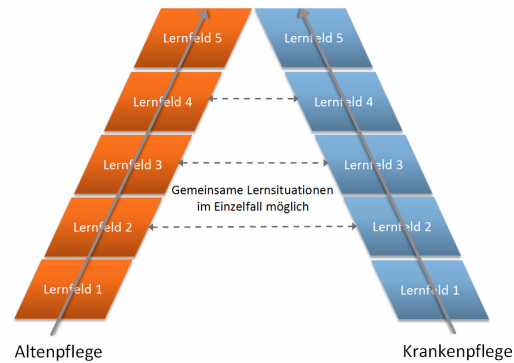 Lernfeld 5
Lernfeld 5
Lernfeld 4
Lernfeld 4
Lernfeld 3
Lernfeld 3
Gemeinsame Lernsituationen
im Einzelfall möglich
Lernfeld 2
Lernfeld 2
Lernfeld 1
Lernfeld 1
Altenpflege
Krankenpflege